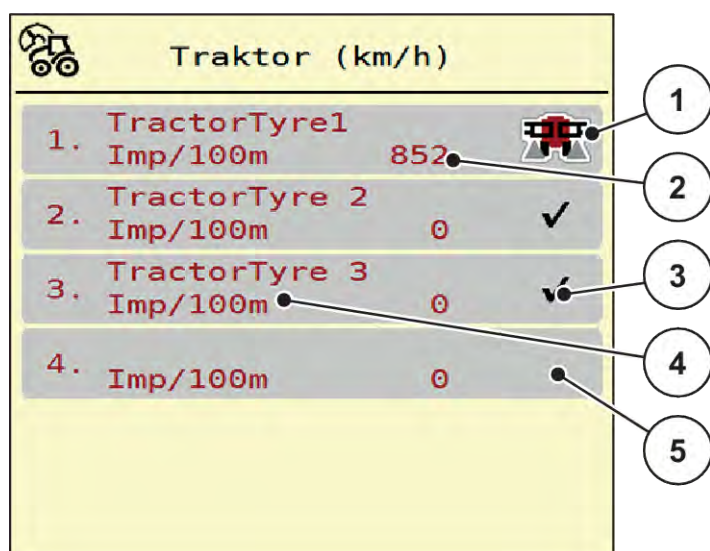 Traktor (km/h)
1. TractorTyre1
Imp/100m 852
2. TractorTyre 2
Imp/100m 0
3. TractorTyre 3
Imp/100m 0
4.
Imp/100m 0
1
2
3
4
5